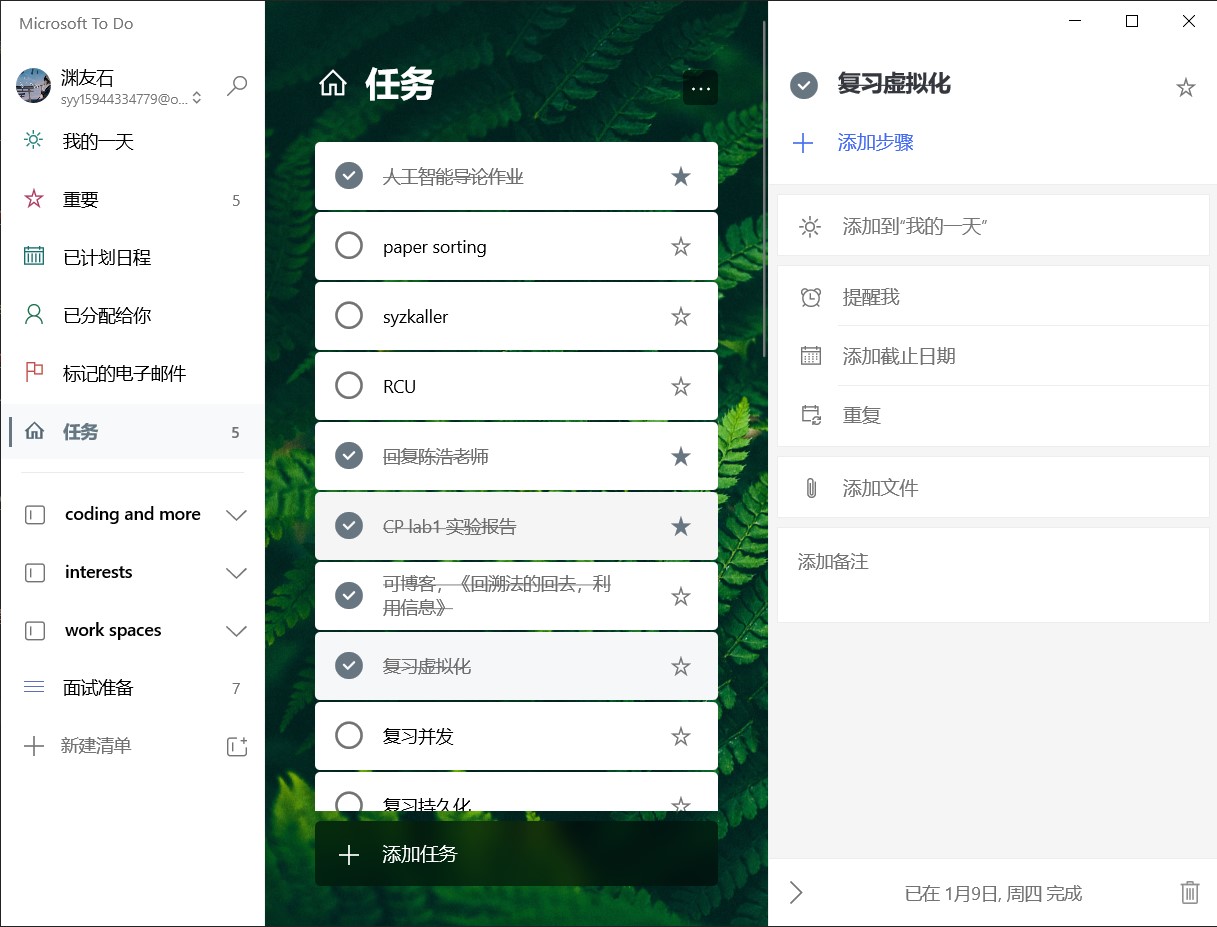 Microsoft To Do
渊友石
syy15944334779@o...
我的一天
重要 5
已计划日程
已分配给你
标记的电子邮件
任务 5
coding and more
interests
work spaces
面试准备 7
新建清单
任务
人工智能导论作业
paper sorting
syzkaller
RCU
回复陈浩老师
CP lab1 实验报告
可博客，《回溯法的回去，利
用信息》
复习虚拟化
复习并发
复习持久化
添加任务
复习虚拟化
添加步骤
添加到“我的一天”
提醒我
添加截止日期
重复
添加文件
添加备注
已在 1月9日, 周四 完成